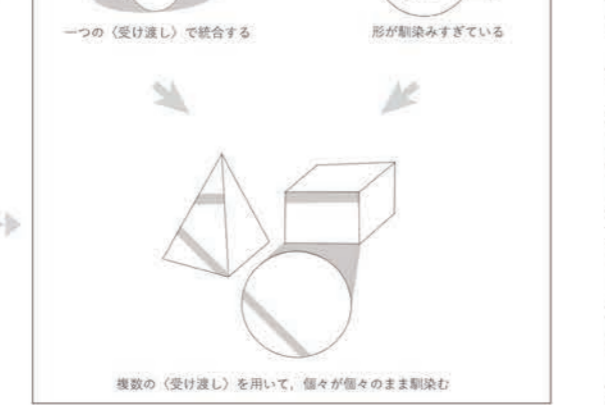 一つの〈受け渡し〉で統合する
形が馴染みすぎている
複数の〈受け渡し〉を用いて，個々が個々のまま馴染む